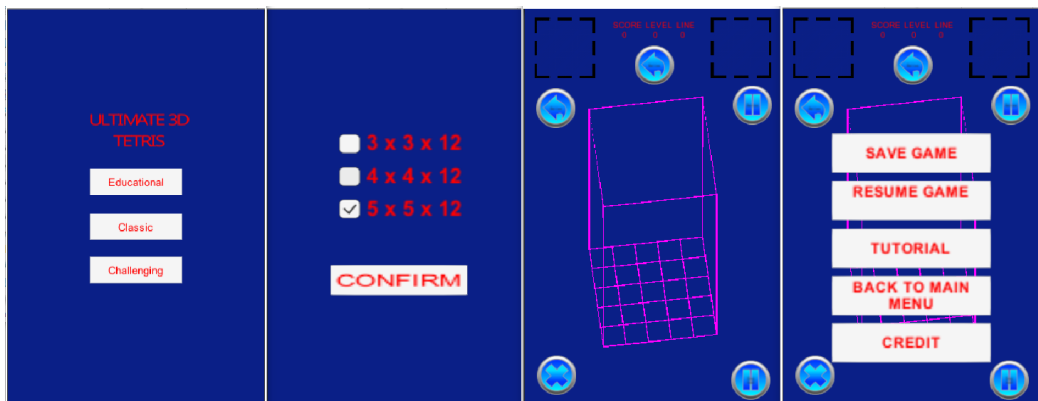 ULTIMATE 3D
TETRIS
Educational
Classic
Challenging
3 x 3 x 12
4 x 4 x 12
5 x 5 x 12
CONFIRM
SCORE LEVEL LINE
0 0 0
SCORE LEVEL LINE
0 0 0
SAVE GAME
RESUME GAME
TUTORIAL
BACK TO MAIN
MENU
CREDIT